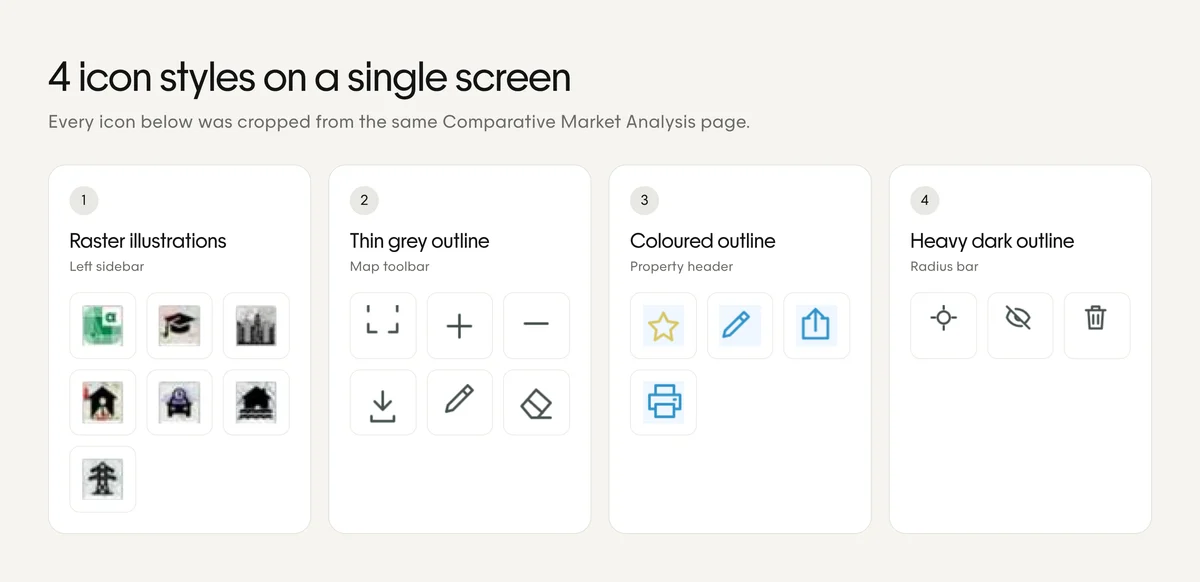 4 icon styles on a single screen
Every icon below was cropped from the same Comparative Market Analysis page.
1
Raster illustrations
Left sidebar
2
Thin grey outline
Map toolbar
3
Coloured outline
Property header
4
Heavy dark outline
Radius bar